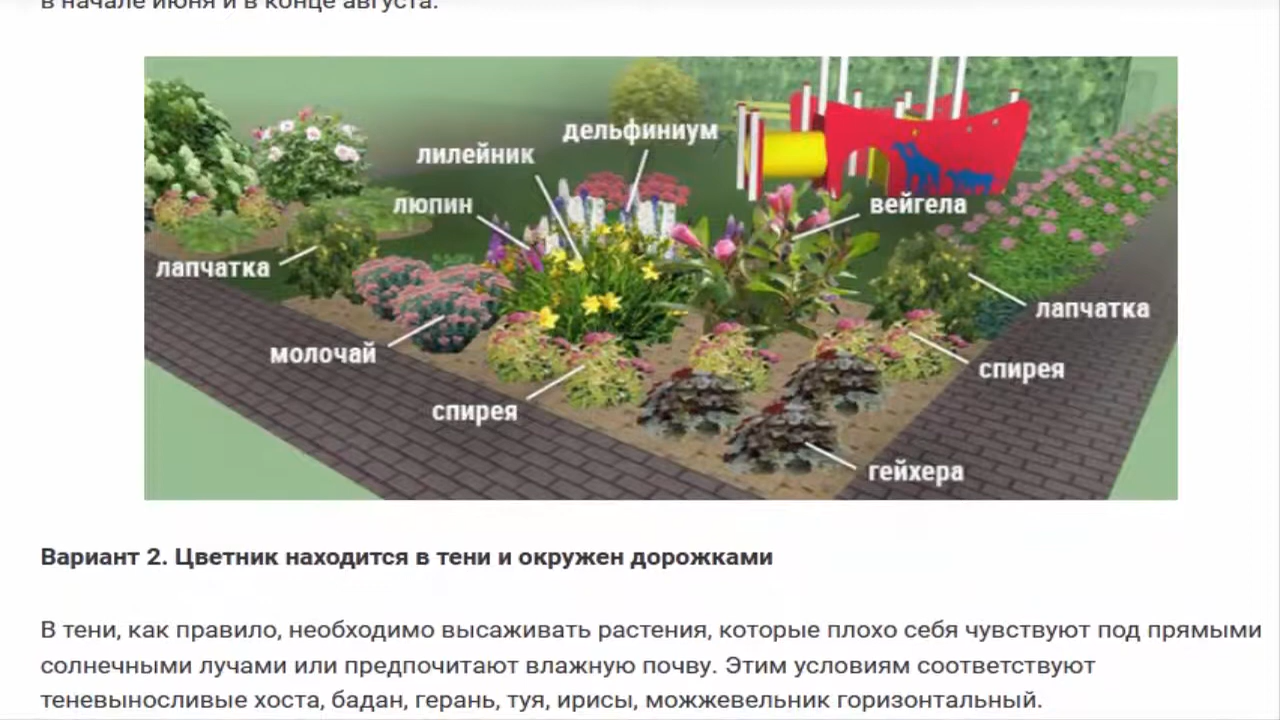 в начале июня и в конце августа.
дельфиниум
лилейник
люпин
вейгела
лапчатка
лапчатка
молочай
спирея
спирея
гейхера
Вариант 2. Цветник находится в тени и окружен дорожками
В тени, как правило, необходимо высаживать растения, которые плохо себя чувствуют под прямыми
солнечными лучами или предпочитают влажную почву. Этим условиям соответствуют
теневыносливые хоста, бадан, герань, туя, ирисы, можжевельник горизонтальный.